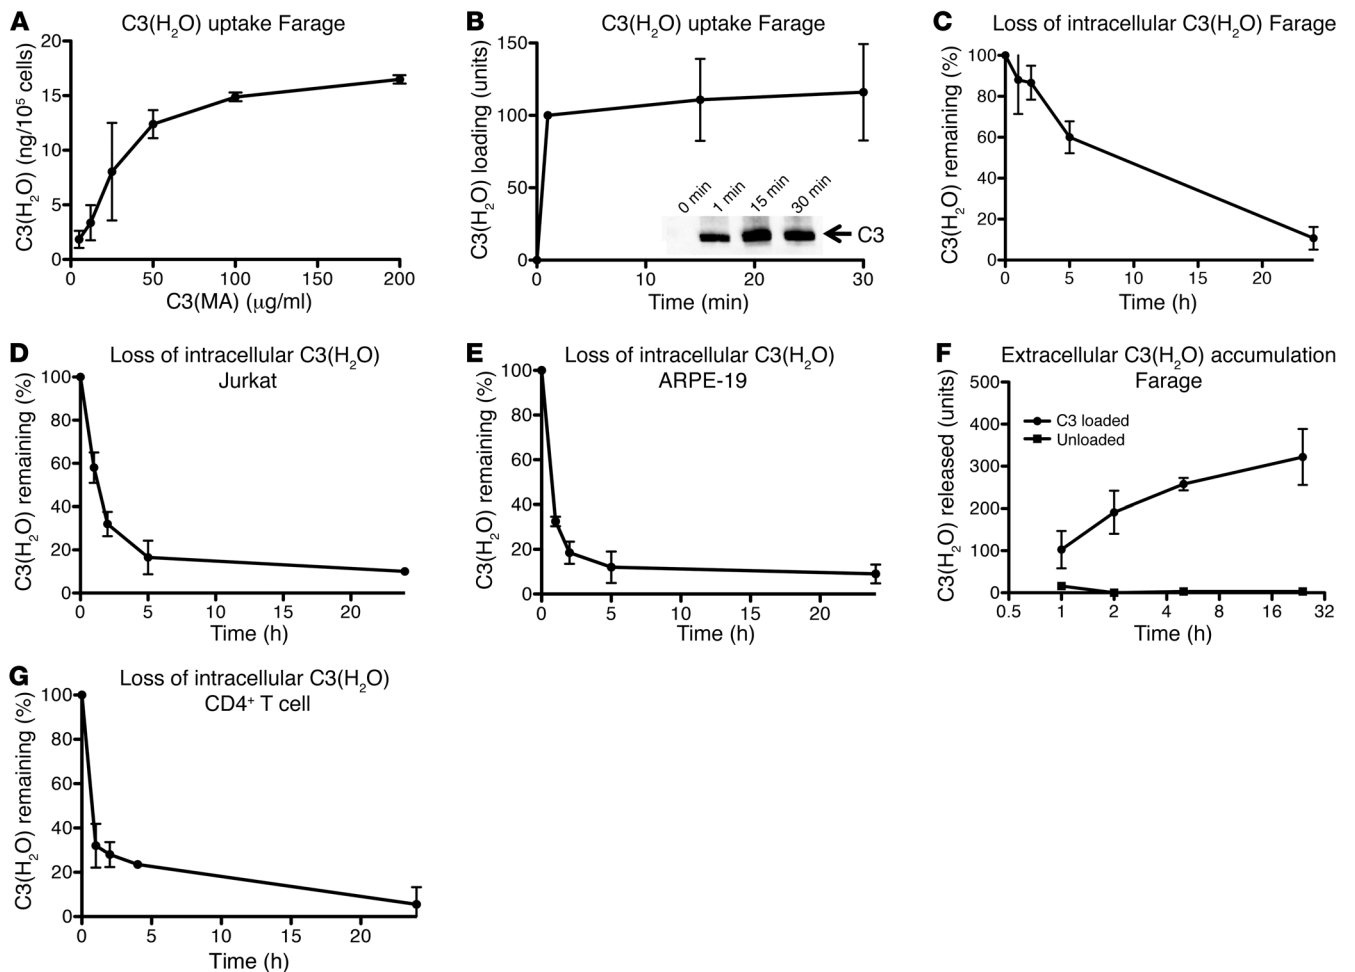 A
C3(H₂O) uptake Farage
C3(H₂O) (ng/10⁵ cells)
20
15
10
5
0
0 50 100 150 200
C3(MA) (μg/ml)
B
C3(H₂O) uptake Farage
C3(H₂O) loading (units)
150
100
50
0
0 min 1 min 15 min 30 min
C3
0 10 20 30
Time (min)
C
Loss of intracellular C3(H₂O) Farage
C3(H₂O) remaining (%)
100
80
60
40
20
0
0 5 10 15 20
Time (h)
D
Loss of intracellular C3(H₂O)
Jurkat
C3(H₂O) remaining (%)
100
80
60
40
20
0
0 5 10 15 20
Time (h)
E
Loss of intracellular C3(H₂O)
ARPE-19
C3(H₂O) remaining (%)
100
80
60
40
20
0
0 5 10 15 20
Time (h)
F
Extracellular C3(H₂O) accumulation
Farage
C3(H₂O) released (units)
500
400
300
200
100
0
C3 loaded
Unloaded
0.5 1 2 4 8 16 32
Time (h)
G
Loss of intracellular C3(H₂O)
CD4⁺ T cell
C3(H₂O) remaining (%)
100
80
60
40
20
0
0 5 10 15 20
Time (h)